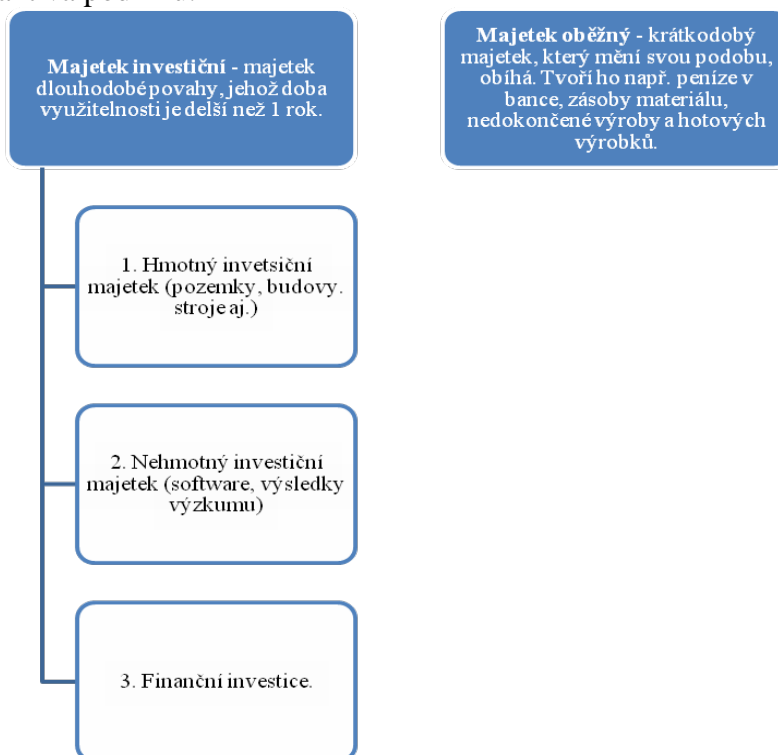 Majetek investiční - majetek
dlouhodobé povahy, jehož doba
využitelnosti je delší než 1 rok.
Majetek oběžný - krátkodobý
majetek, který mění svou podobu,
obíhá. Tvoří ho např. peníze v
bance, zásoby materiálu,
nedokončené výroby a hotových
výrobků.
1. Hmotný invetsiční
majetek (pozemky, budovy.
stroje aj.)
2. Nehmotný investiční
majetek (software, výsledky
výzkumu)
3. Finanční investice.